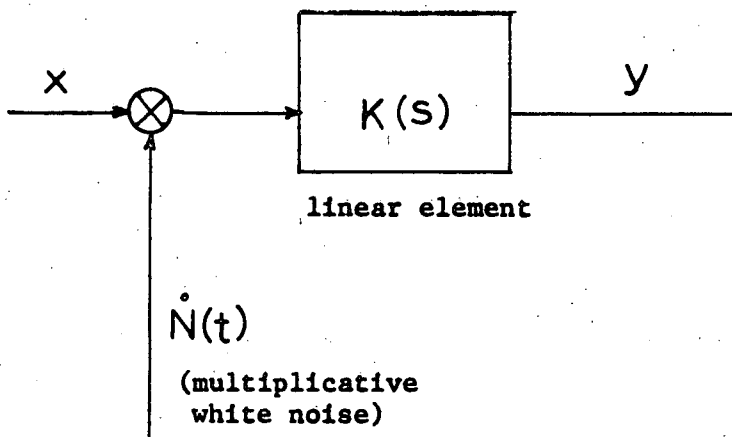 x
y
K(s)
linear element
Ṅ(t)
(multiplicative
white noise)